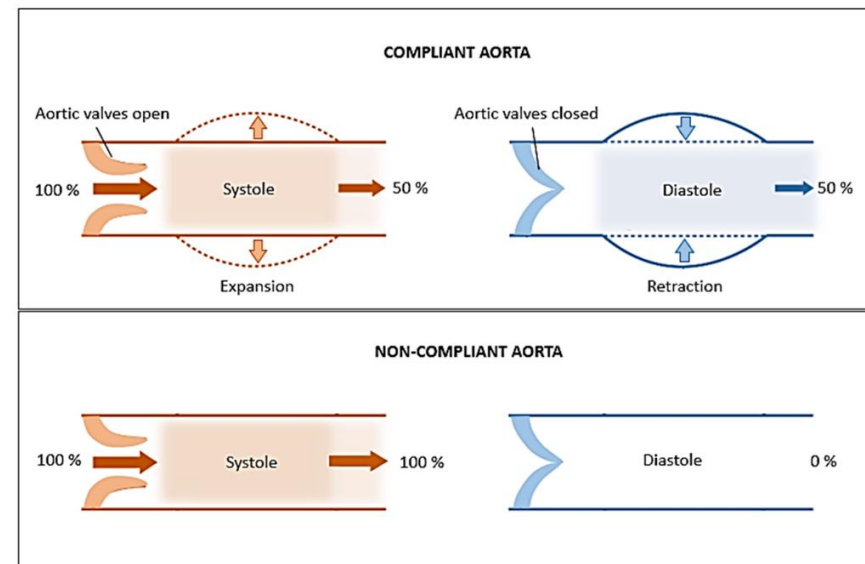 COMPLIANT AORTA
Aortic valves open
Aortic valves closed
100 %
Systole
50 %
Diastole
50 %
Expansion
Retraction
NON-COMPLIANT AORTA
100 %
Systole
100 %
Diastole
0 %